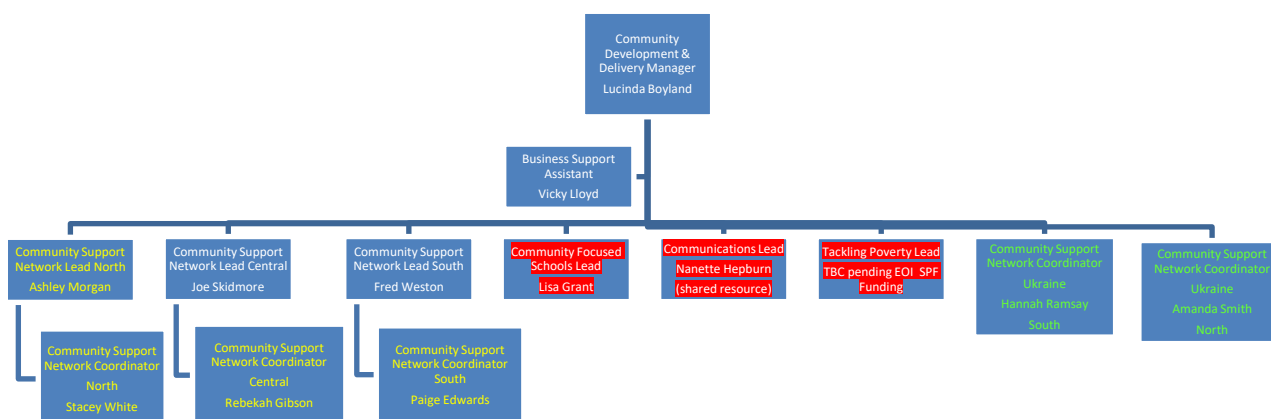 Community
Development &
Delivery Manager
Lucinda Boyland
Business Support
Assistant
Vicky Lloyd
Community Support
Network Lead North
Ashley Morgan
Community Support
Network Lead Central
Joe Skidmore
Community Support
Network Lead South
Fred Weston
Community Focused
Schools Lead
Lisa Grant
Communications Lead
Nanette Hepburn
(shared resource)
Tackling Poverty Lead
TBC pending EOI SPF
Funding
Community Support
Network Coordinator
Ukraine
Hannah Ramsay
South
Community Support
Network Coordinator
Ukraine
Amanda Smith
North
Community Support
Network Coordinator
North
Stacey White
Community Support
Network Coordinator
Central
Rebekah Gibson
Community Support
Network Coordinator
South
Paige Edwards